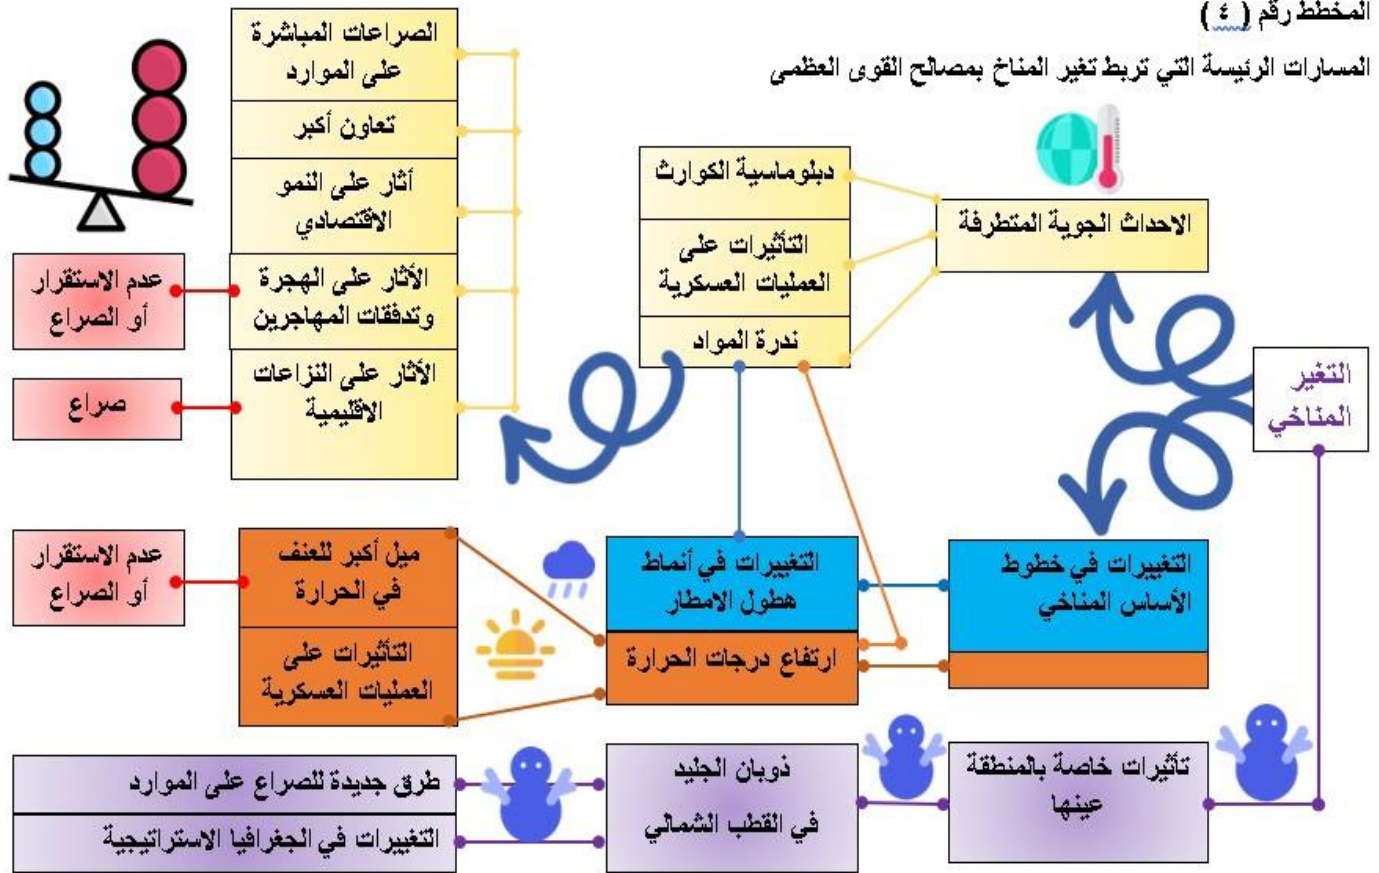 المخطط رقم ( ٤ )
المسارات الرئيسة التي تربط تغير المناخ بمصالح القوى العظمى
التغير
المناخي
الاحداث الجوية المتطرفة
دبلوماسية الكوارث
التأثيرات على
العمليات العسكرية
ندرة المواد
الصراعات المباشرة
على الموارد
تعاون أكبر
أثار على النمو
الاقتصادي
الأثار على الهجرة
وتدفقات المهاجرين
الأثار على النزاعات
الاقليمية
عدم الاستقرار
أو الصراع
صراع
التغييرات في خطوط
الأساس المناخي
التغييرات في أنماط
هطول الامطار
ارتفاع درجات الحرارة
ميل أكبر للعنف
في الحرارة
التأثيرات على
العمليات العسكرية
عدم الاستقرار
أو الصراع
تأثيرات خاصة بالمنطقة
عينها
ذوبان الجليد
في القطب الشمالي
طرق جديدة للصراع على الموارد
التغييرات في الجغرافيا الاستراتيجية